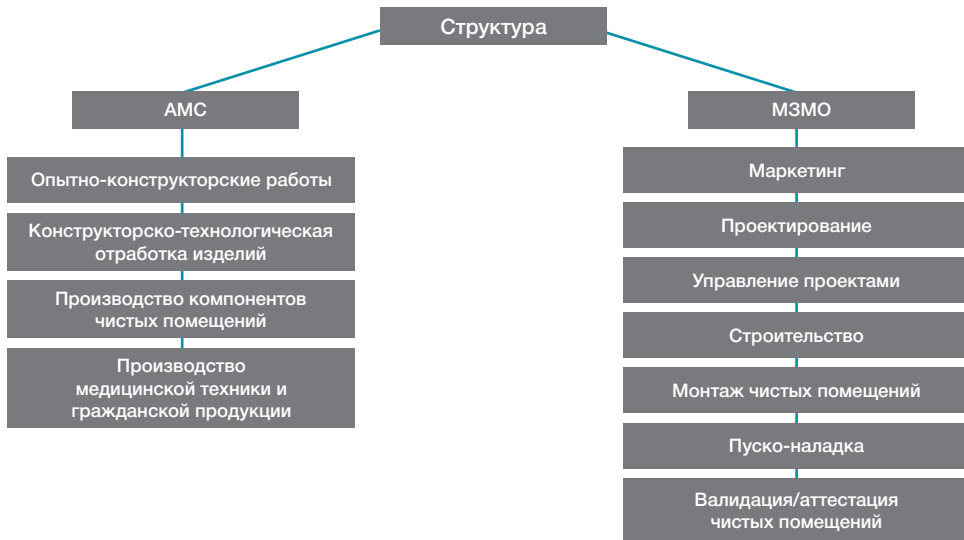 Структура
АМС
Опытно-конструкторские работы
Конструкторско-технологическая
отработка изделий
Производство компонентов
чистых помещений
Производство
медицинской техники и
гражданской продукции
МЗМО
Маркетинг
Проектирование
Управление проектами
Строительство
Монтаж чистых помещений
Пуско-наладка
Валидация/аттестация
чистых помещений